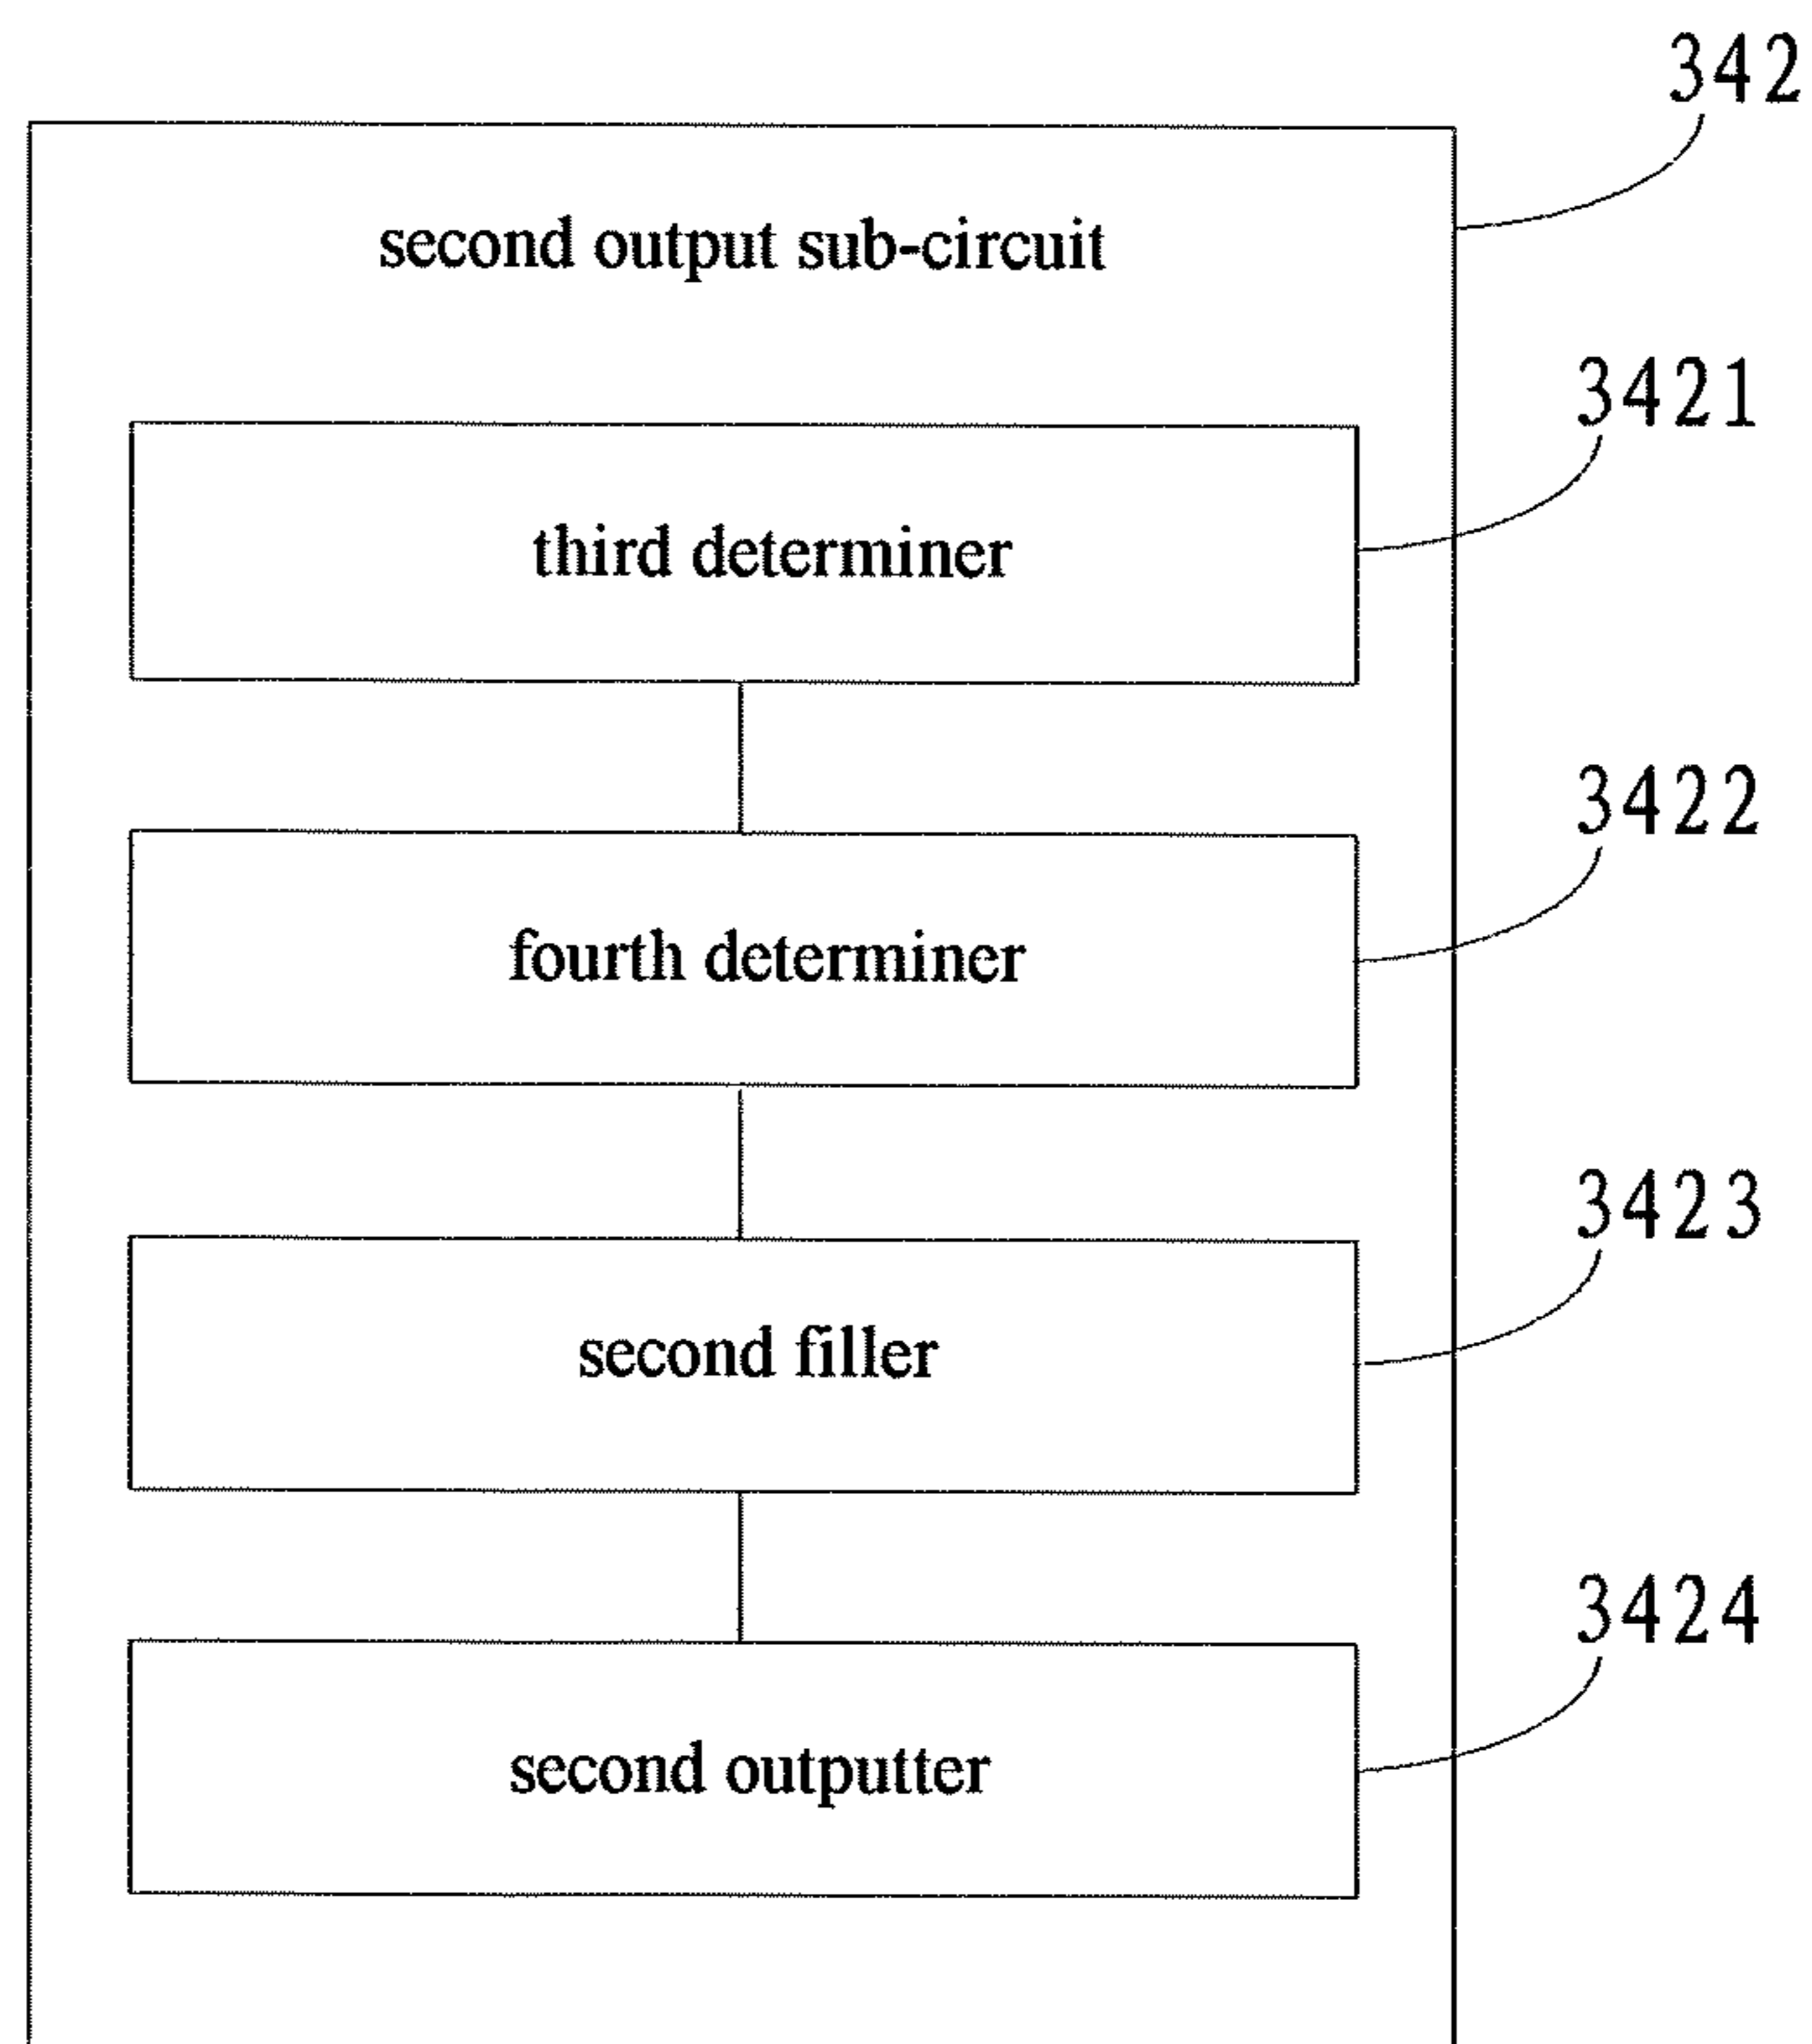 342
second output sub-circuit
3421
third determiner
3422
fourth determiner
3423
second filler
3424
second outputter